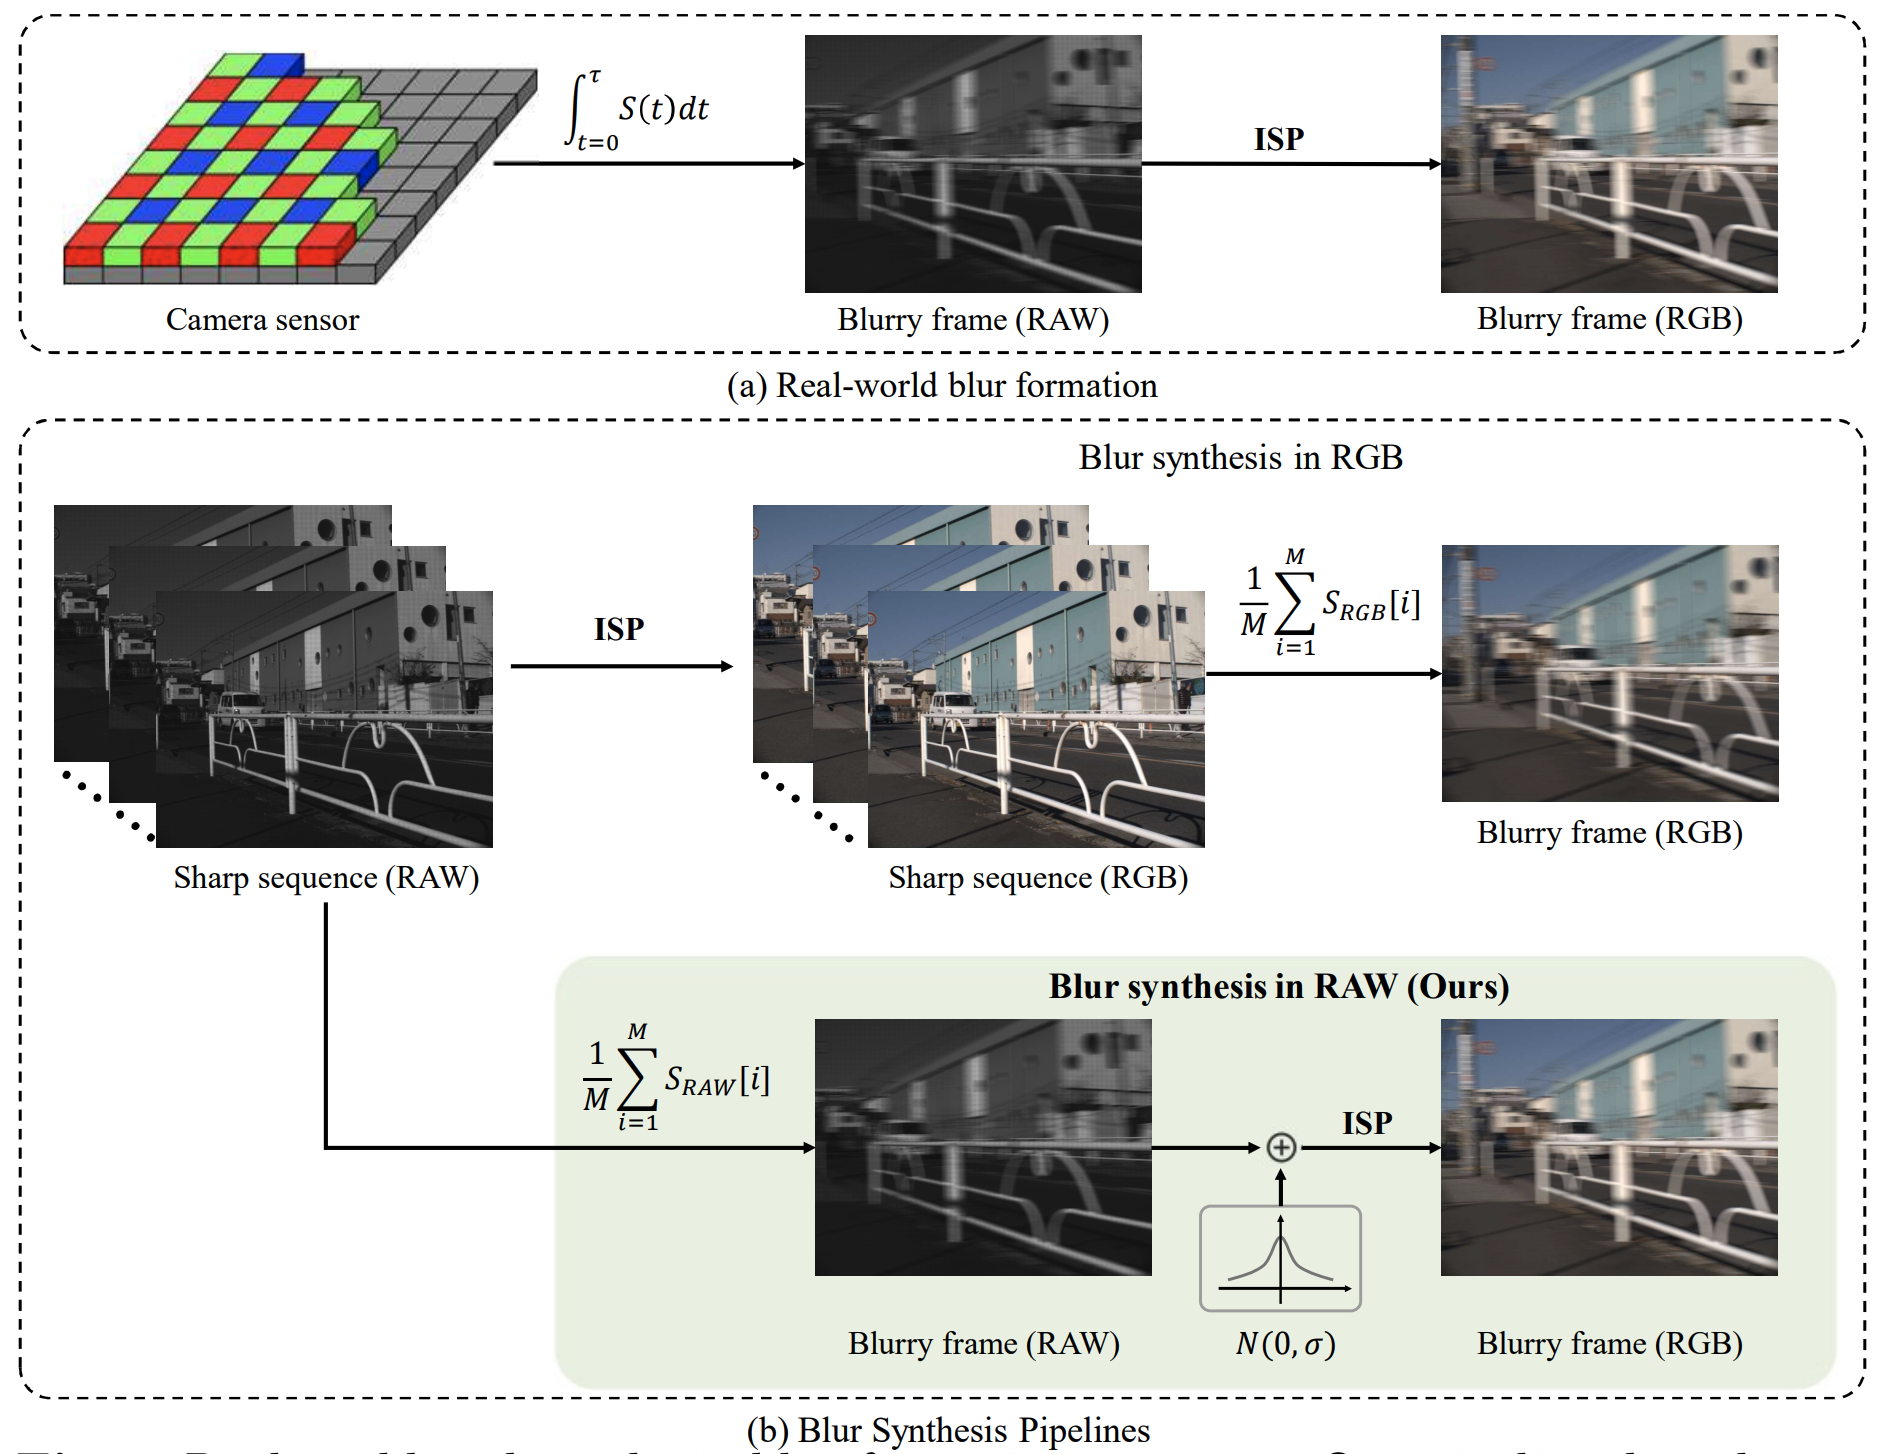 ∫_{t=0}^{τ} S(t)dt
ISP
Camera sensor
Blurry frame (RAW)
Blurry frame (RGB)
(a) Real-world blur formation
Blur synthesis in RGB
ISP
\frac{1}{M}\sum_{i=1}^{M} S_{RGB}[i]
Blurry frame (RGB)
Sharp sequence (RAW)
Sharp sequence (RGB)
Blur synthesis in RAW (Ours)
\frac{1}{M}\sum_{i=1}^{M} S_{RAW}[i]
ISP
Blurry frame (RAW)
N(0, σ)
Blurry frame (RGB)
(b) Blur Synthesis Pipelines